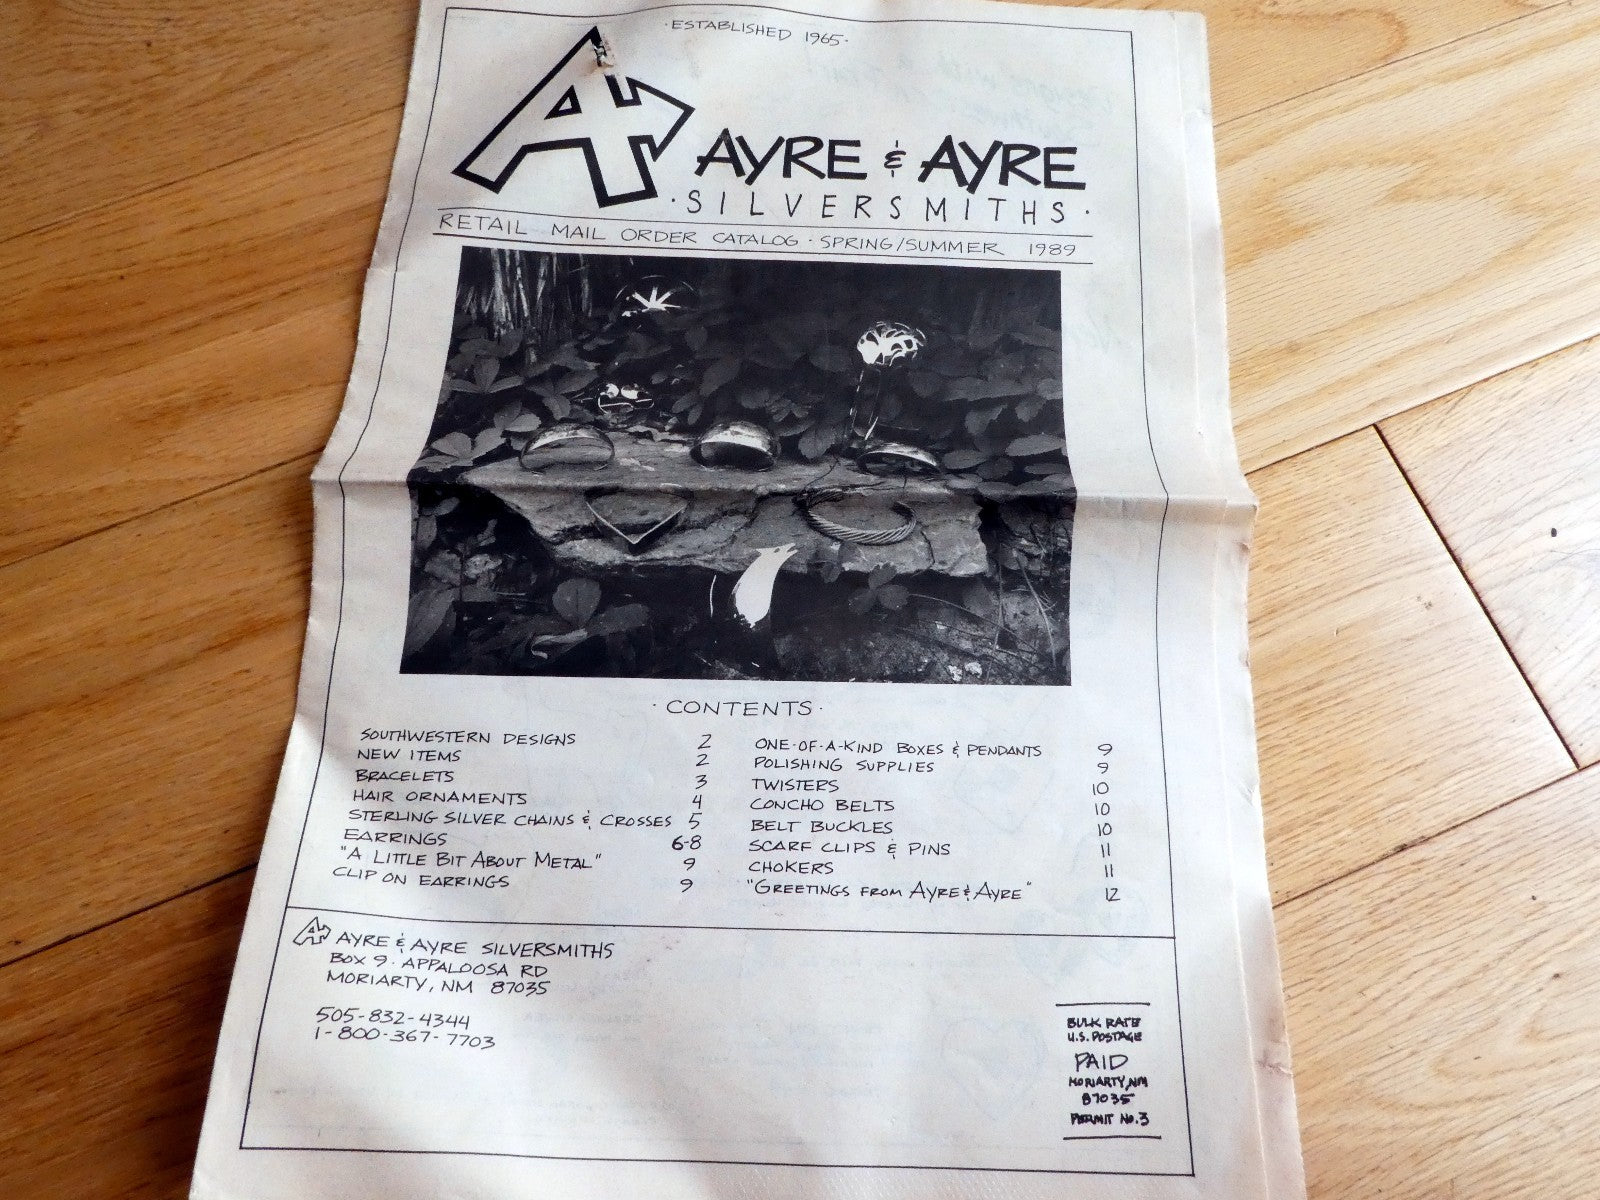 ·ESTABLISHED 1965·
AYRE & AYRE
·SILVERSMITHS·
RETAIL MAIL ORDER CATALOG · SPRING/SUMMER 1989
·CONTENTS·
SOUTHWESTERN DESIGNS 2
NEW ITEMS 2
BRACELETS 3
HAIR ORNAMENTS 4
STERLING SILVER CHAINS & CROSSES 5
EARRINGS 6-8
"A LITTLE BIT ABOUT METAL" 9
CLIP ON EARRINGS 9
ONE-OF-A-KIND BOXES & PENDANTS 9
POLISHING SUPPLIES 9
TWISTERS 10
CONCHO BELTS 10
BELT BUCKLES 10
SCARF CLIPS & PINS 11
CHOKERS 11
"GREETINGS FROM AYRE & AYRE" 12
AYRE & AYRE SILVERSMITHS
BOX 9 · APPALOOSA RD
MORIARTY, NM 87035
505-832-4344
1-800-367-7703
BULK RATE
U.S. POSTAGE
PAID
MORIARTY, NM
87035
PERMIT NO. 3